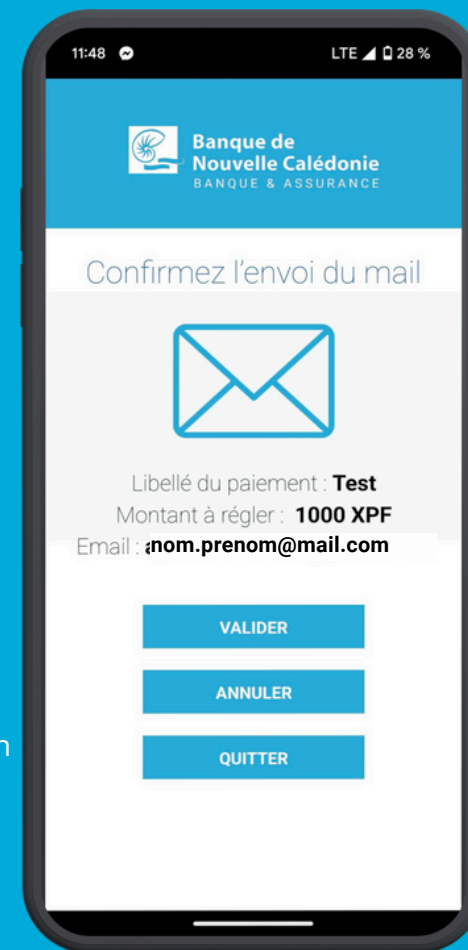 11:48 LTE 28 %
Banque de
Nouvelle Calédonie
BANQUE & ASSURANCE
Confirmez l'envoi du mail
Libellé du paiement : Test
Montant à régler : 1000 XPF
Email : nom.prenom@mail.com
VALIDER
ANNULER
QUITTER